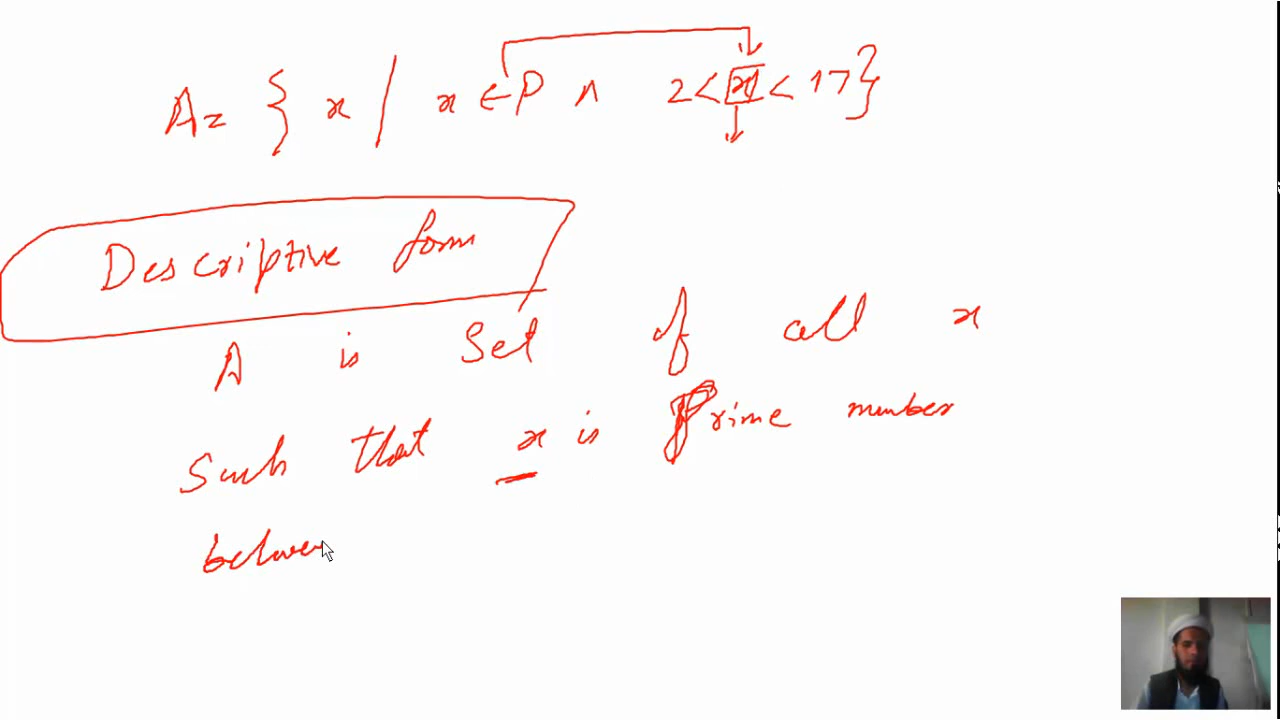 A = { x / x ∈ P ∧ 2 < x < 17 }
Descriptive form
A is Set of all x
Such that x is Prime number
between